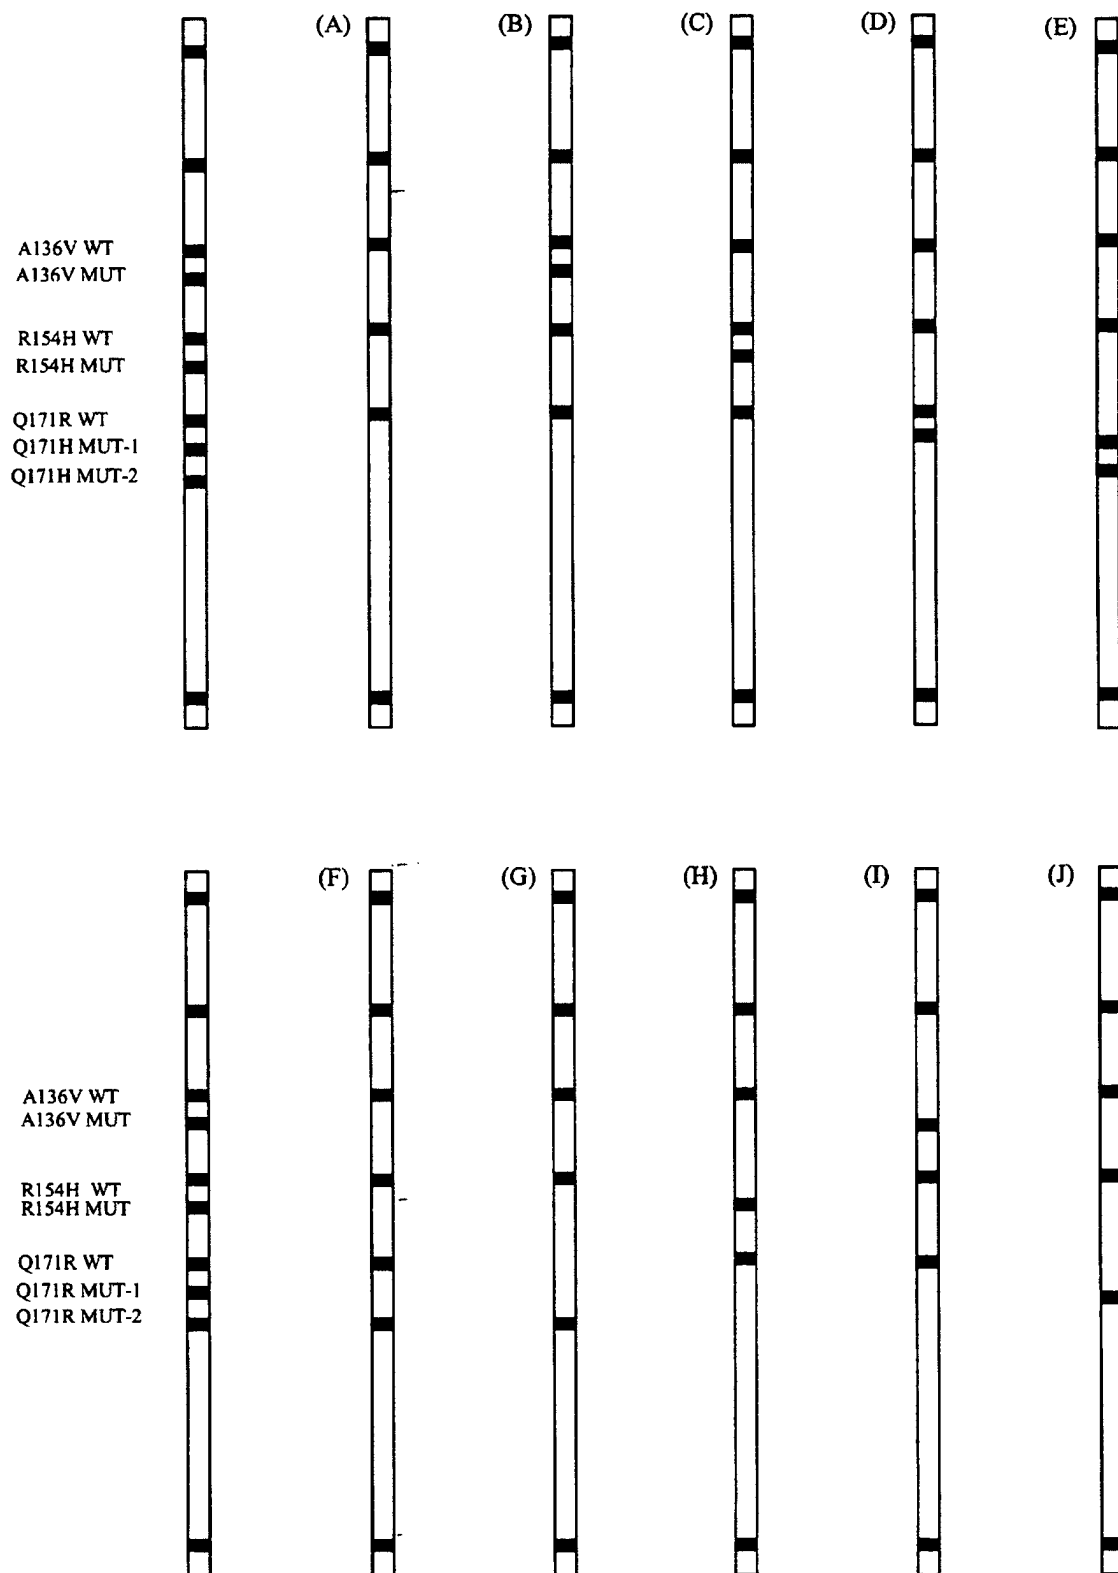 (A) (B) (C) (D) (E)
A136V WT
A136V MUT
R154H WT
R154H MUT
Q171R WT
Q171H MUT-1
Q171H MUT-2
(F) (G) (H) (I) (J)
A136V WT
A136V MUT
R154H WT
R154H MUT
Q171R WT
Q171R MUT-1
Q171R MUT-2